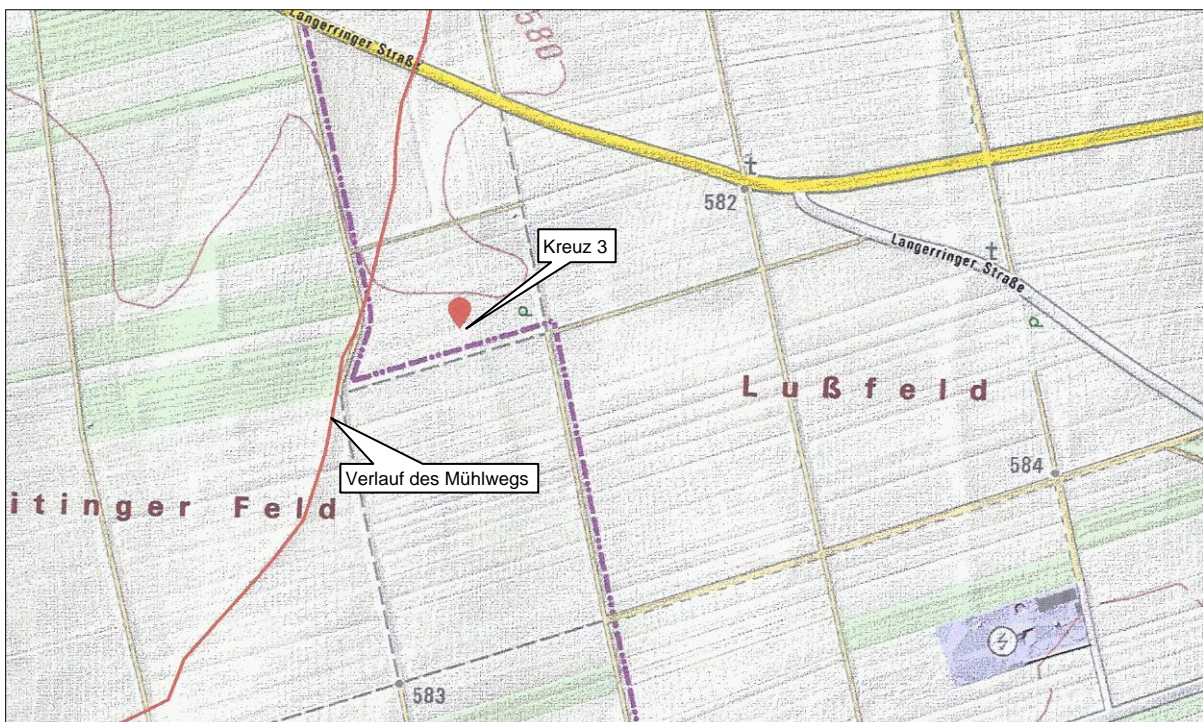 Langerringer Straße
580
582
Kreuz 3
Langerringer Straße
Lußfeld
584
Verlauf des Mühlwegs
itinger Feld
583